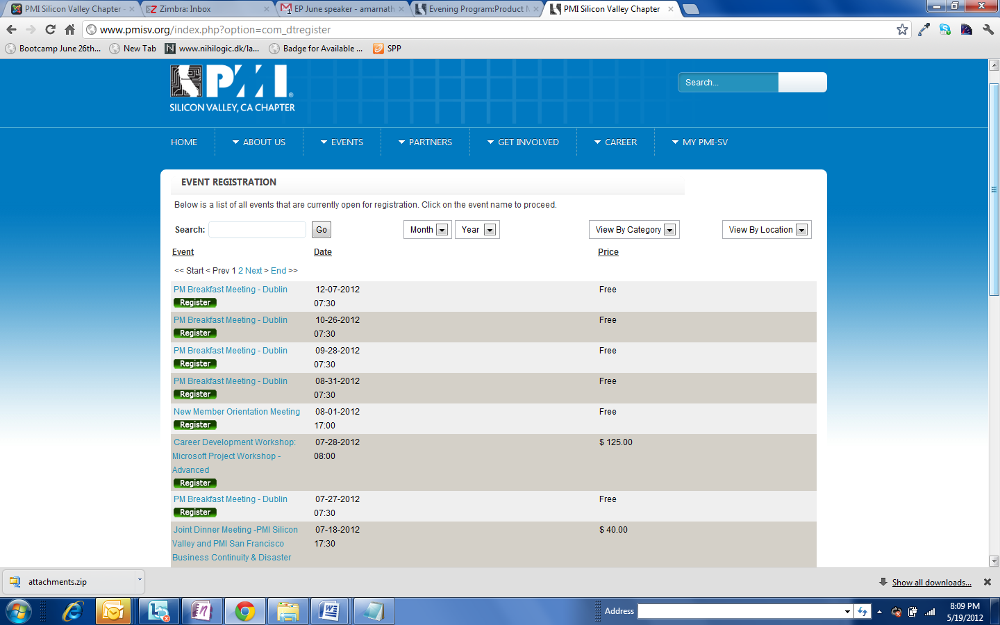 PMI Silicon Valley Chapter -
Zimbra: Inbox
EP June speaker - amarnath
Evening Program:Product M
PMI Silicon Valley Chapter
www.pmisv.org/index.php?option=com_dtregister
Bootcamp June 26th...
New Tab
www.nihilogic.dk/la...
Badge for Available ...
SPP
PMI®
SILICON VALLEY, CA CHAPTER
Search...
HOME
ABOUT US
EVENTS
PARTNERS
GET INVOLVED
CAREER
MY PMI-SV
EVENT REGISTRATION
Below is a list of all events that are currently open for registration. Click on the event name to proceed.
Search: Go Month Year View By Category View By Location
Event Date Price
<< Start < Prev 1 2 Next > End >>
PM Breakfast Meeting - Dublin 12-07-2012 Free
Register 07:30
PM Breakfast Meeting - Dublin 10-26-2012 Free
Register 07:30
PM Breakfast Meeting - Dublin 09-28-2012 Free
Register 07:30
PM Breakfast Meeting - Dublin 08-31-2012 Free
Register 07:30
New Member Orientation Meeting 08-01-2012 Free
Register 17:00
Career Development Workshop: 07-28-2012 $ 125.00
Microsoft Project Workshop - 08:00
Advanced
Register
PM Breakfast Meeting - Dublin 07-27-2012 Free
Register 07:30
Joint Dinner Meeting -PMI Silicon 07-18-2012 $ 40.00
Valley and PMI San Francisco 17:30
Business Continuity & Disaster
attachments.zip
Show all downloads...
Address
8:09 PM
5/19/2012